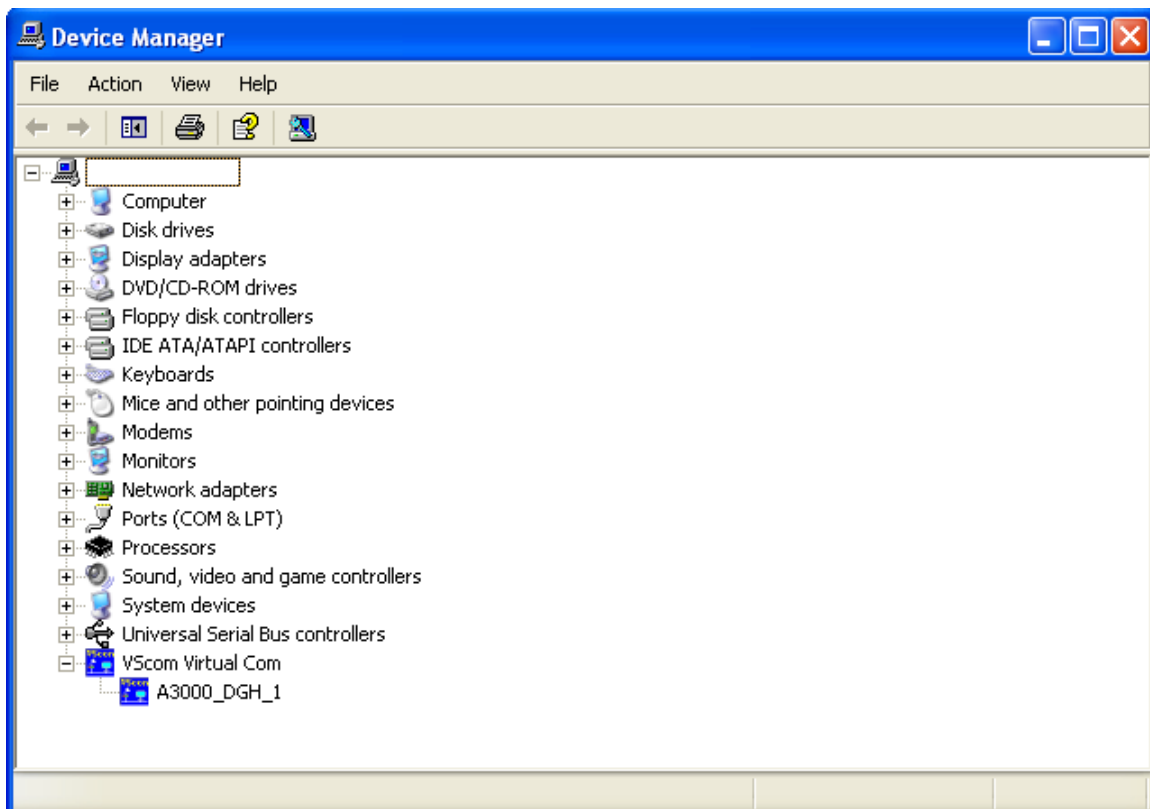 Device Manager
File Action View Help
Computer
Disk drives
Display adapters
DVD/CD-ROM drives
Floppy disk controllers
IDE ATA/ATAPI controllers
Keyboards
Mice and other pointing devices
Modems
Monitors
Network adapters
Ports (COM & LPT)
Processors
Sound, video and game controllers
System devices
Universal Serial Bus controllers
VScom Virtual Com
A3000_DGH_1